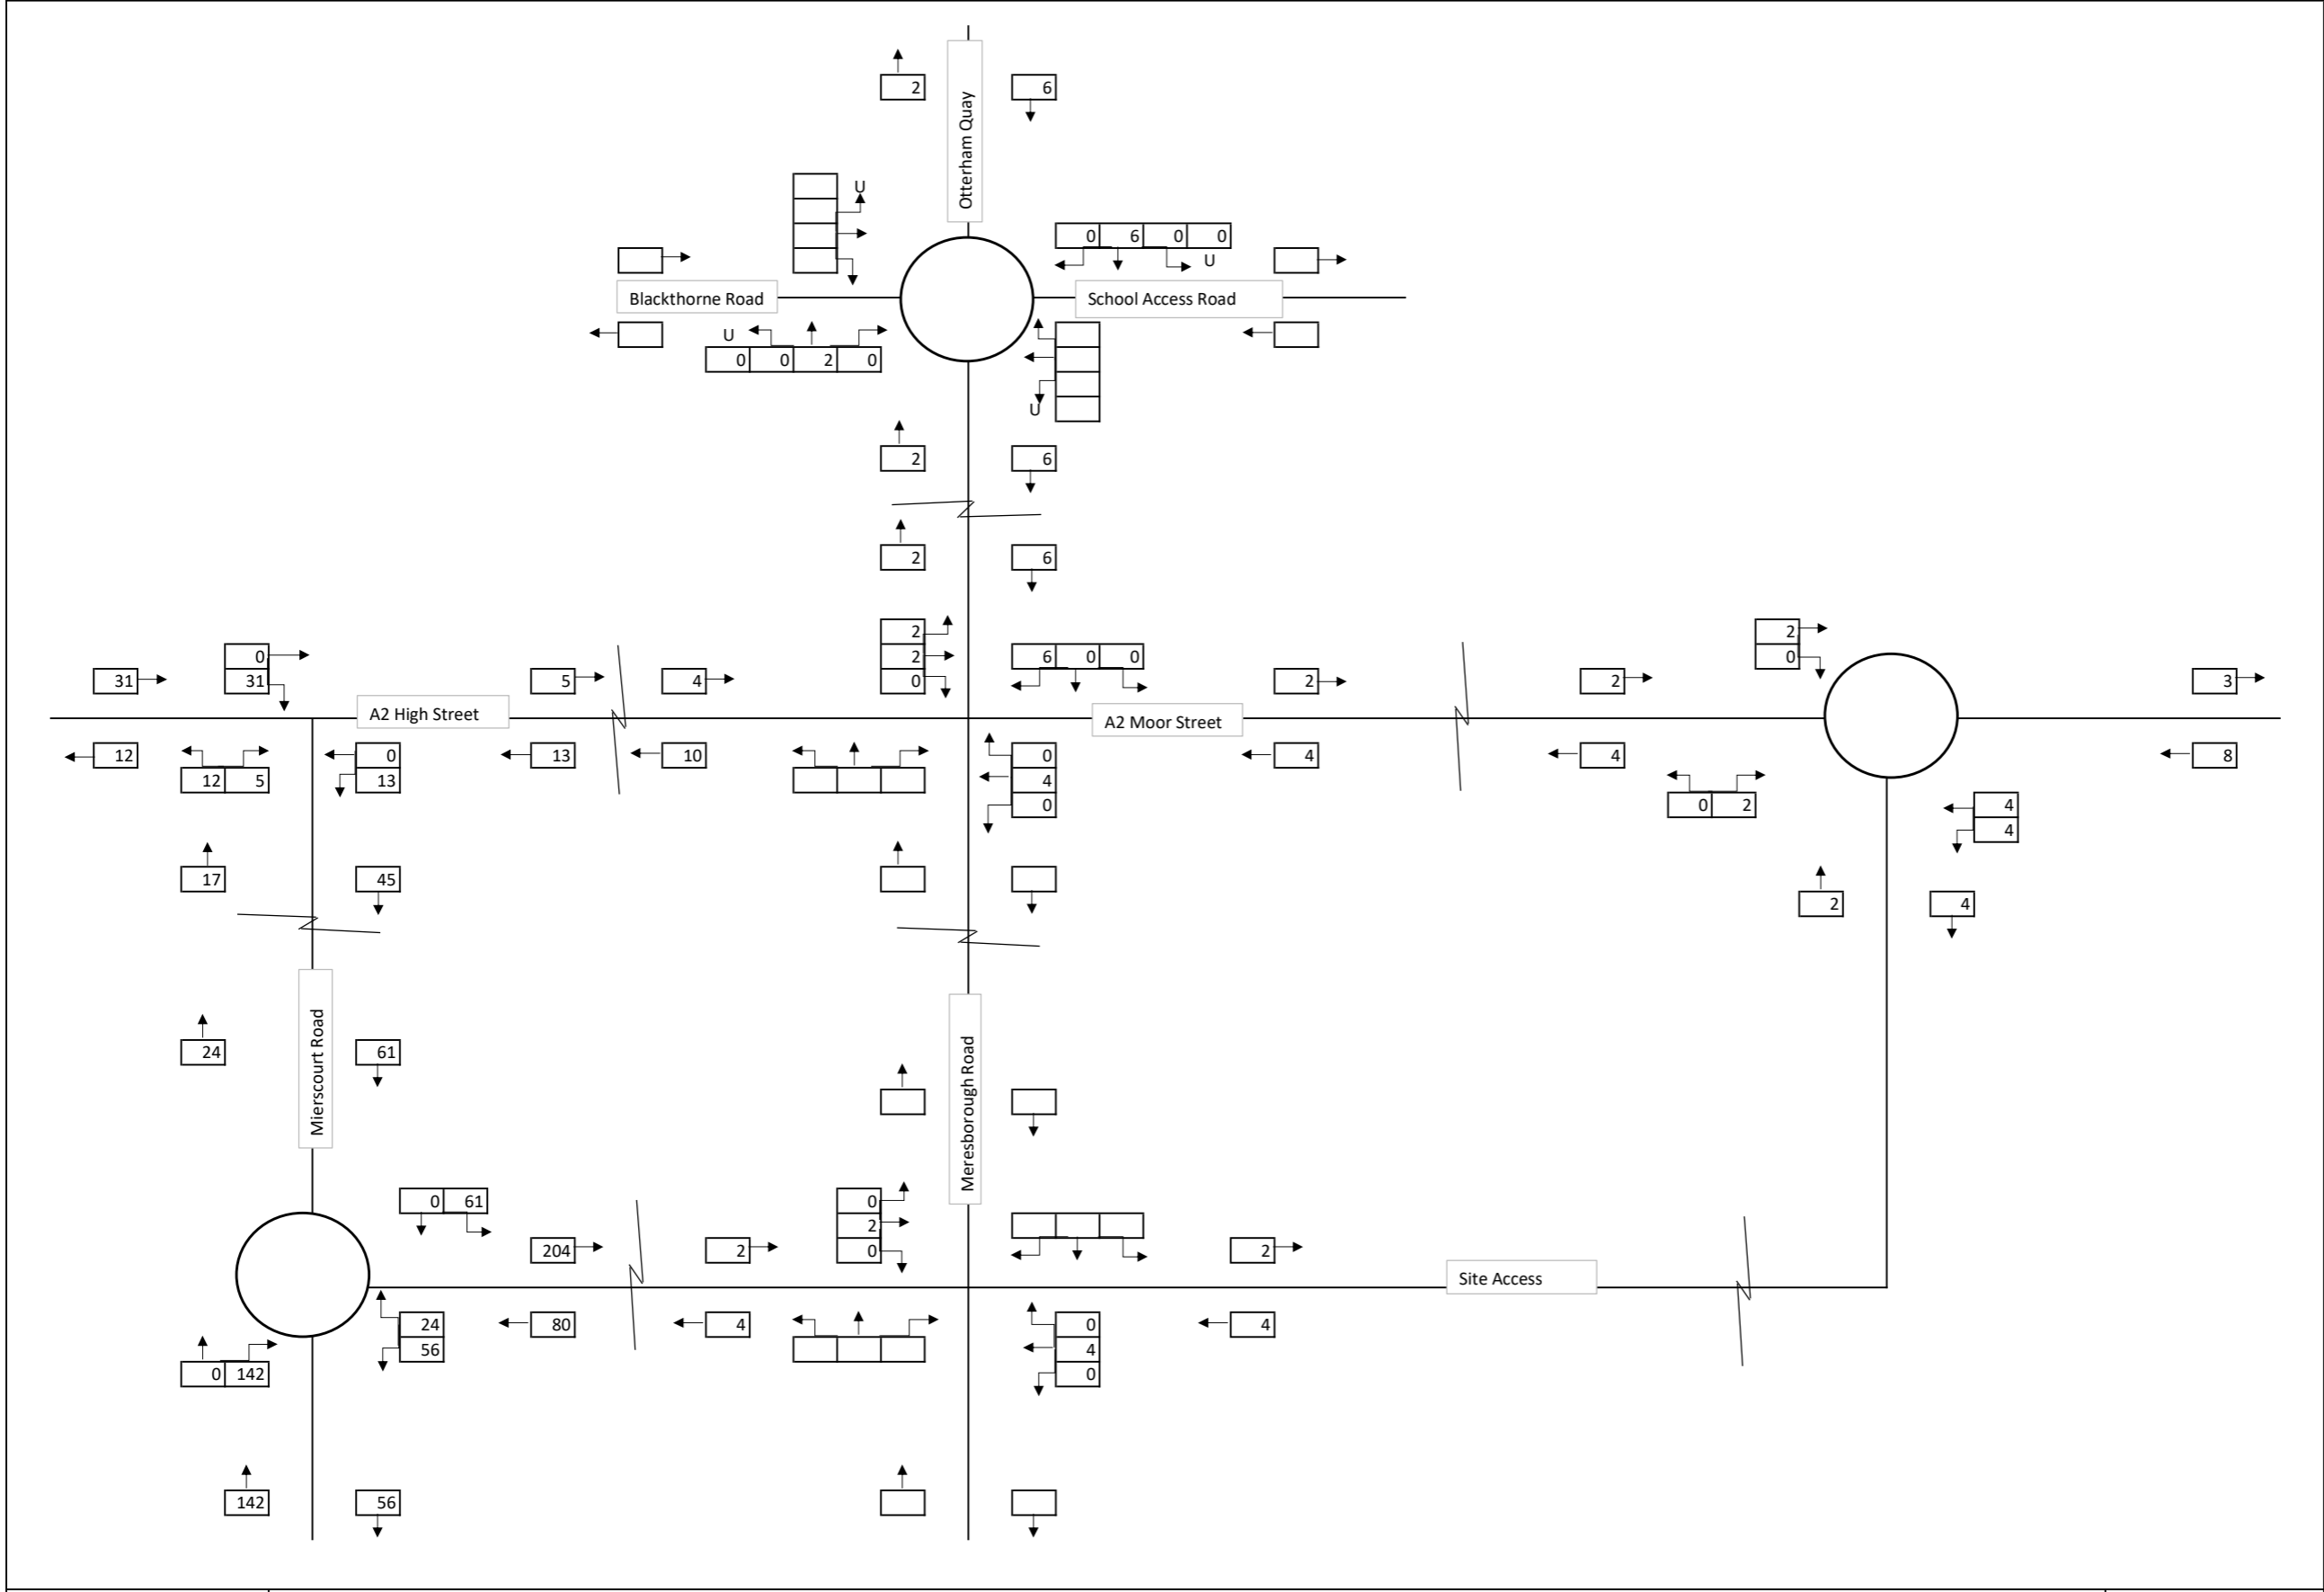 2 6
Otterham Quay
U
0 6 0 0
U
Blackthorne Road School Access Road
U
0 0 2 0
U
2 6
2 6
2
2
0
6 0 0
2
0
0
31
31 5 4 2 2 3
A2 High Street A2 Moor Street
12 13 10 4 4 8
12 5
0
13
0
4
0
0 2
4
4
17 45
2 4
Mierscourt Road
24 61
Meresborough Road
0 61
0
2
0
204 2 2
Site Access
24
56
80 4 4
0
4
0
0 142
142 56